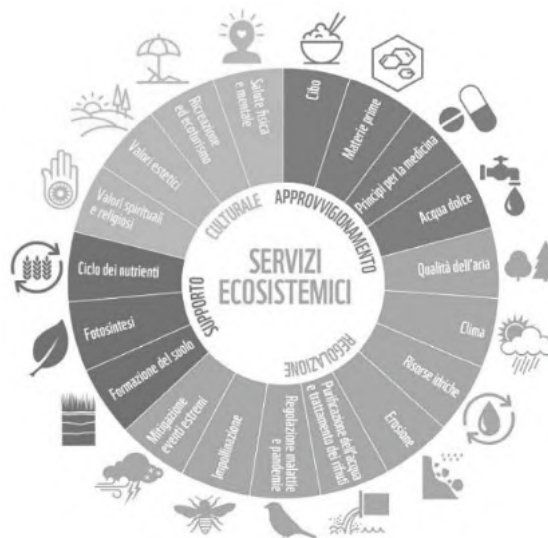 SERVIZI
ECOSISTEMICI
APPROVVIGIONAMENTO
Cibo
Materie prime
Principi per la medicina
Acqua dolce
REGOLAZIONE
Qualità dell'aria
Clima
Risorse idriche
Erosione
Purificazione dell'acqua
e trattamento dei rifiuti
Regolazione malattie
e pandemie
Impollinazione
Mitigazione
eventi estremi
SUPPORTO
Formazione del suolo
Fotosintesi
Ciclo dei nutrienti
CULTURALE
Valori spirituali
e religiosi
Valori estetici
Ricreazione
ed ecoturismo
Salute fisica
e mentale